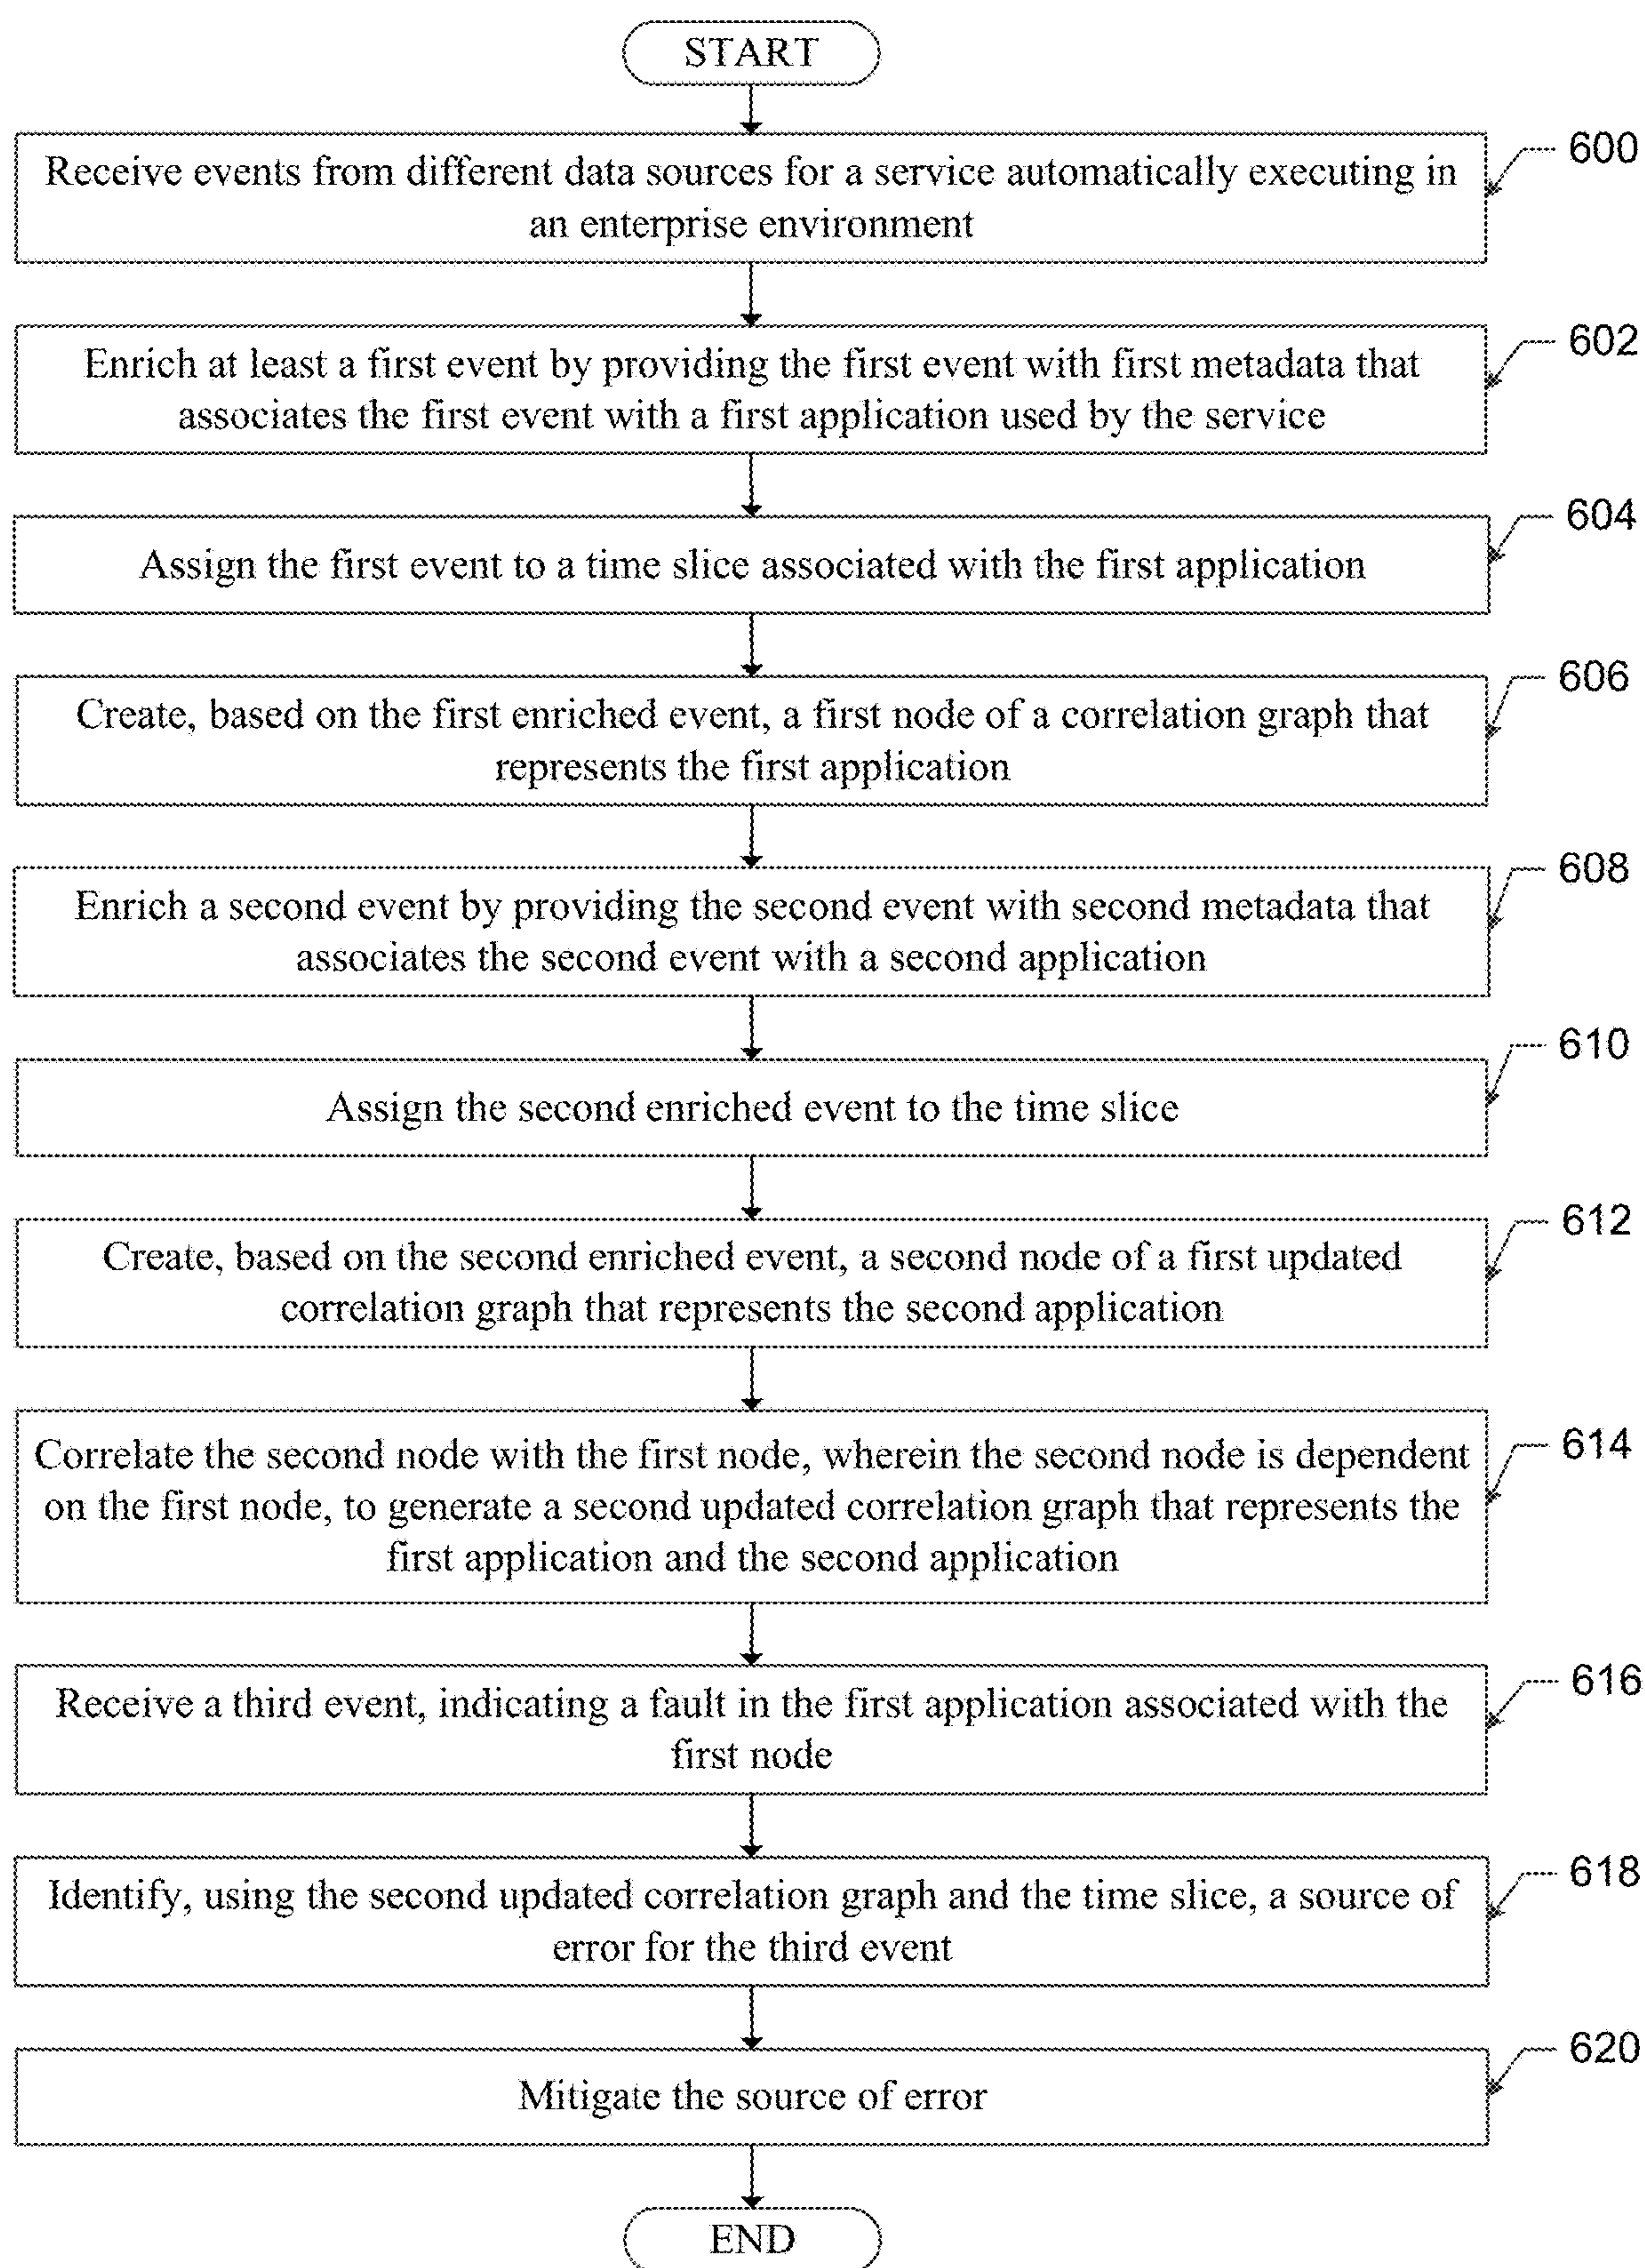 START
Receive events from different data sources for a service automatically executing in
an enterprise environment
600
Enrich at least a first event by providing the first event with first metadata that
associates the first event with a first application used by the service
602
Assign the first event to a time slice associated with the first application
604
Create, based on the first enriched event, a first node of a correlation graph that
represents the first application
606
Enrich a second event by providing the second event with second metadata that
associates the second event with a second application
608
Assign the second enriched event to the time slice
610
Create, based on the second enriched event, a second node of a first updated
correlation graph that represents the second application
612
Correlate the second node with the first node, wherein the second node is dependent
on the first node, to generate a second updated correlation graph that represents the
first application and the second application
614
Receive a third event, indicating a fault in the first application associated with the
first node
616
Identify, using the second updated correlation graph and the time slice, a source of
error for the third event
618
Mitigate the source of error
620
END